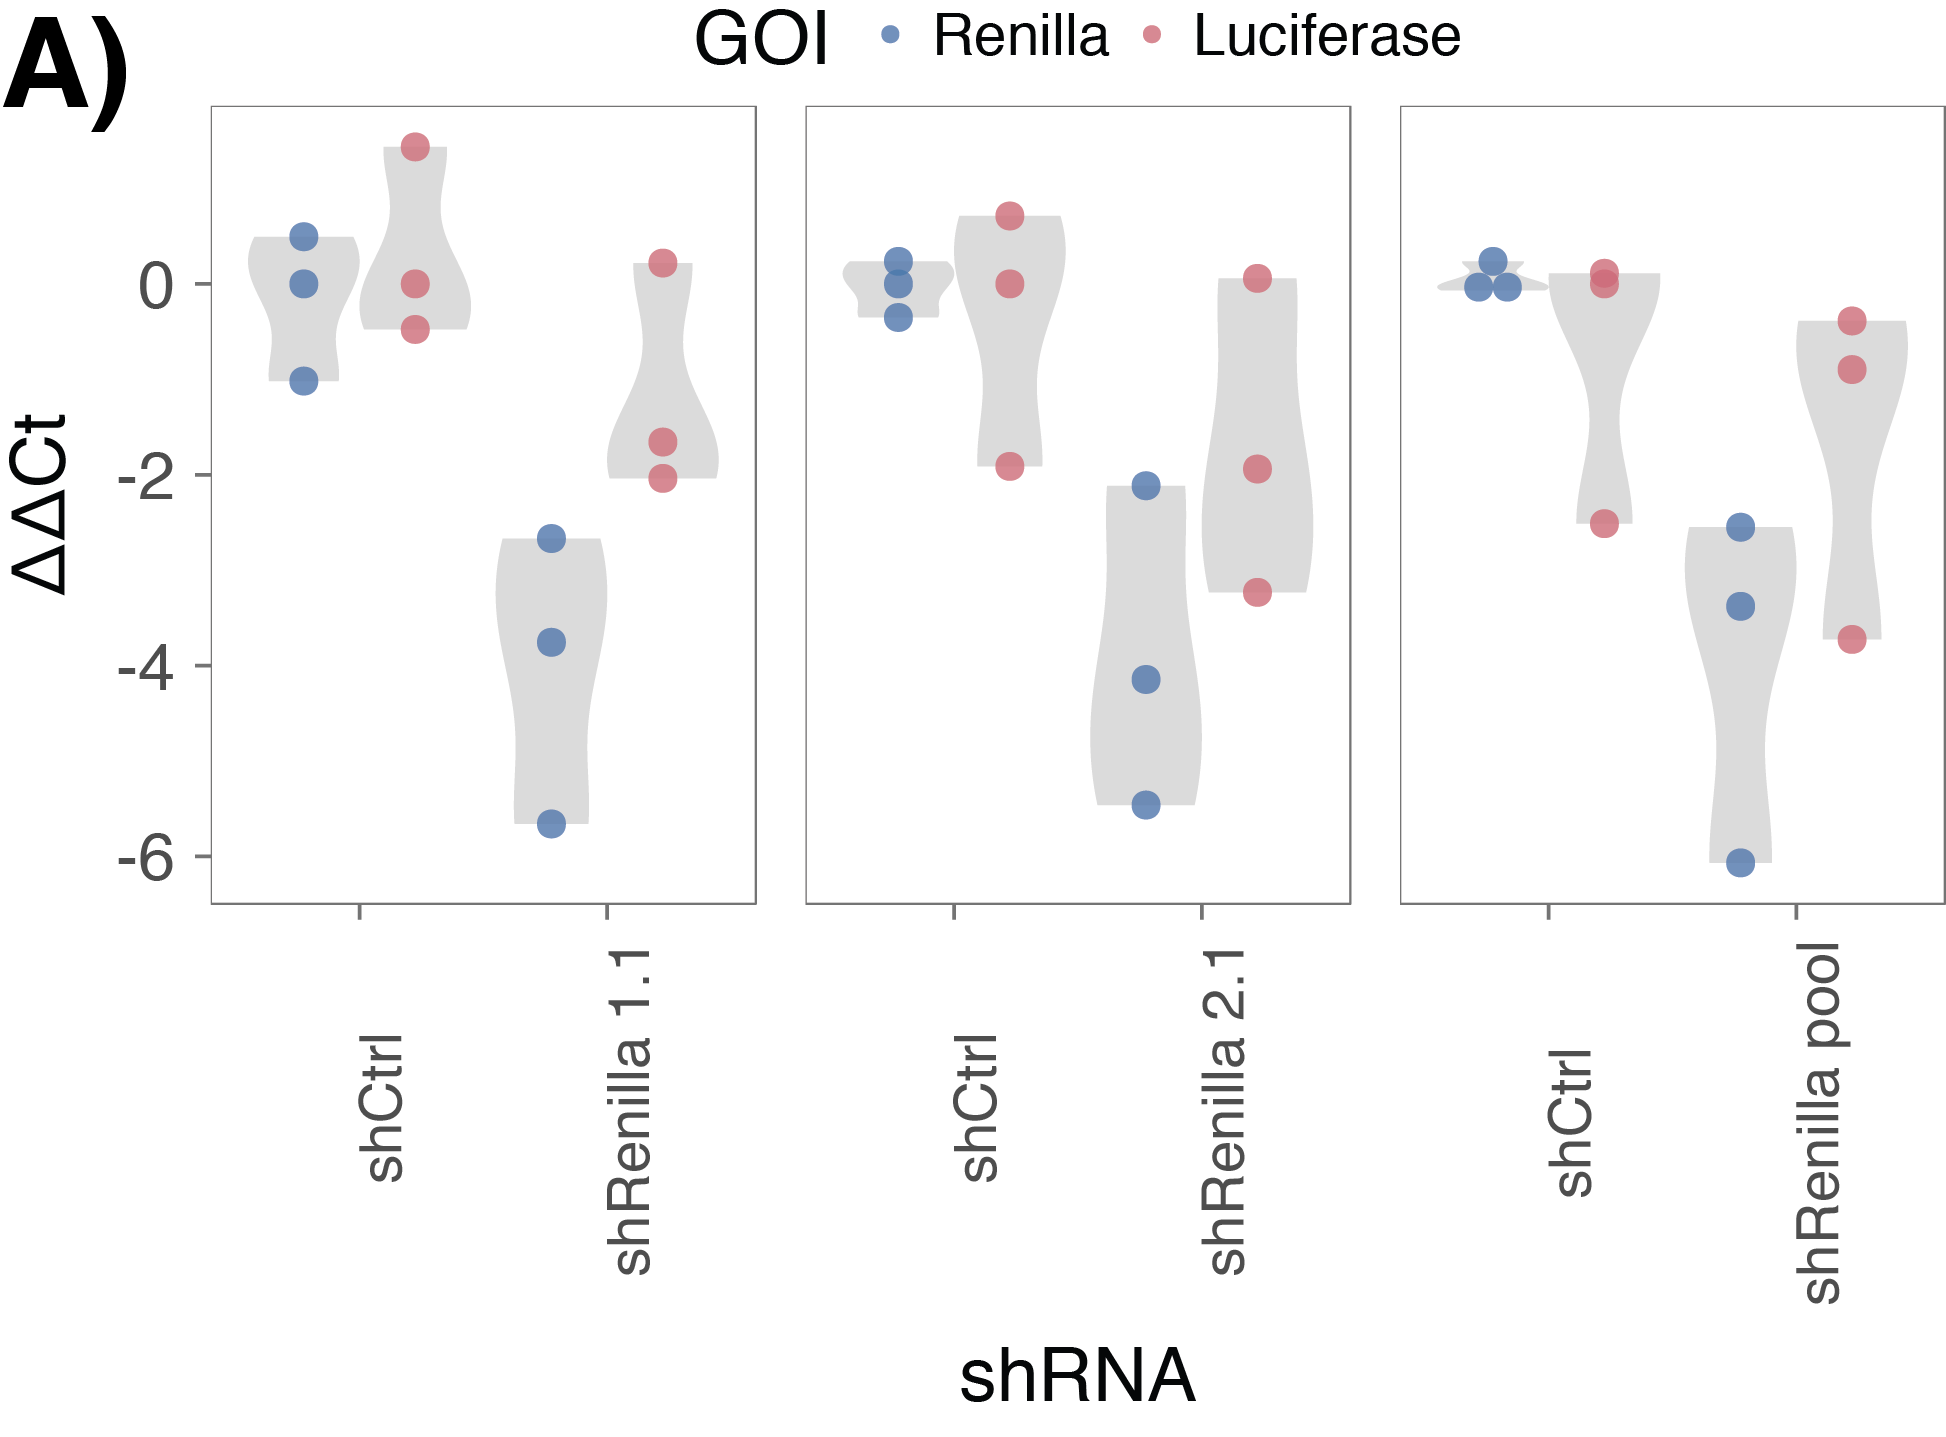 A)
GOI Renilla Luciferase
ΔΔCt
0
-2
-4
-6
shCtrl
shRenilla 1.1
shCtrl
shRenilla 2.1
shCtrl
shRenilla pool
shRNA